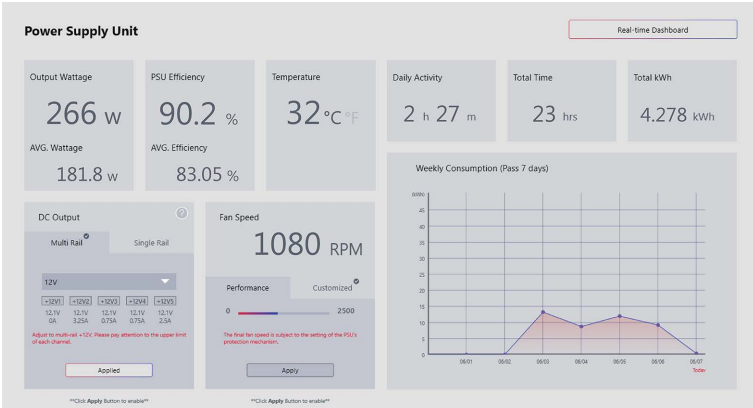 Power Supply Unit
Real-time Dashboard
Output Wattage
266 W
AVG. Wattage
181.8 W
PSU Efficiency
90.2 %
AVG. Efficiency
83.05 %
Temperature
32 °C °F
Daily Activity
2 h 27 m
Total Time
23 hrs
Total kWh
4.278 kWh
DC Output
Multi Rail
Single Rail
12V
+12V1 +12V2 +12V3 +12V4 +12V5
12.1V 12.1V 12.1V 12.1V 12.1V
0A 3.25A 0.75A 0.75A 2.5A
Adjust to multi-rail +12V. Please pay attention to the upper limit
of each channel.
Applied
**Click Apply Button to enable**
Fan Speed
1080 RPM
Performance
Customized
0 2500
The final fan speed is subject to the setting of the PSU's
protection mechanism.
Apply
**Click Apply Button to enable**
Weekly Consumption (Pass 7 days)
45
40
35
30
25
20
15
10
5
0
06/01 06/02 06/03 06/04 06/05 06/06 06/07
Today